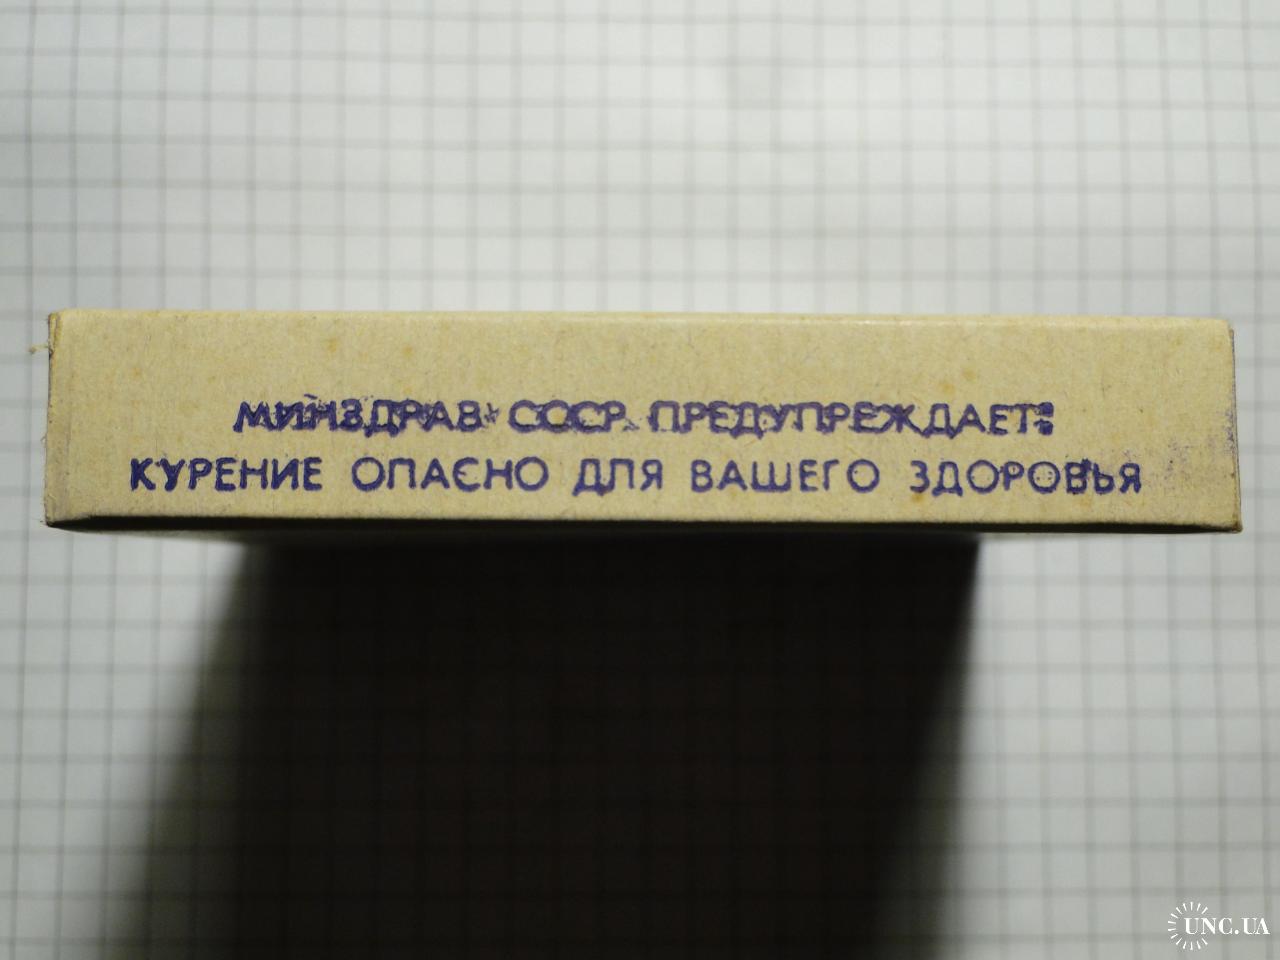 МИНЗДРАВ СССР ПРЕДУПРЕЖДАЕТ:
КУРЕНИЕ ОПАСНО ДЛЯ ВАШЕГО ЗДОРОВЬЯ
UNC.UA